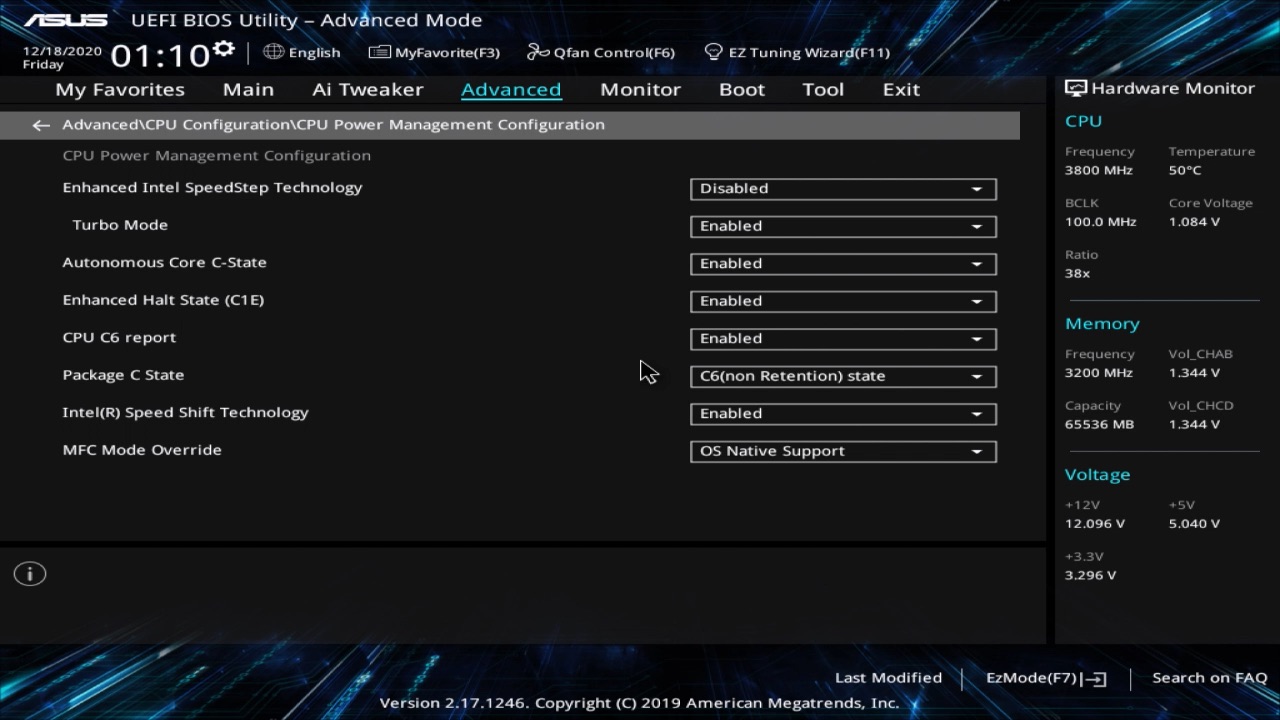 ASUS UEFI BIOS Utility – Advanced Mode
12/18/2020
Friday
01:10
English
MyFavorite(F3)
Qfan Control(F6)
EZ Tuning Wizard(F11)
My Favorites Main Ai Tweaker Advanced Monitor Boot Tool Exit
Advanced\CPU Configuration\CPU Power Management Configuration
CPU Power Management Configuration
Enhanced Intel SpeedStep Technology Disabled
Turbo Mode Enabled
Autonomous Core C-State Enabled
Enhanced Halt State (C1E) Enabled
CPU C6 report Enabled
Package C State C6(non Retention) state
Intel(R) Speed Shift Technology Enabled
MFC Mode Override OS Native Support
Hardware Monitor
CPU
Frequency Temperature
3800 MHz 50°C
BCLK Core Voltage
100.0 MHz 1.084 V
Ratio
38x
Memory
Frequency Vol_CHAB
3200 MHz 1.344 V
Capacity Vol_CHCD
65536 MB 1.344 V
Voltage
+12V +5V
12.096 V 5.040 V
+3.3V
3.296 V
Last Modified EzMode(F7) Search on FAQ
Version 2.17.1246. Copyright (C) 2019 American Megatrends, Inc.